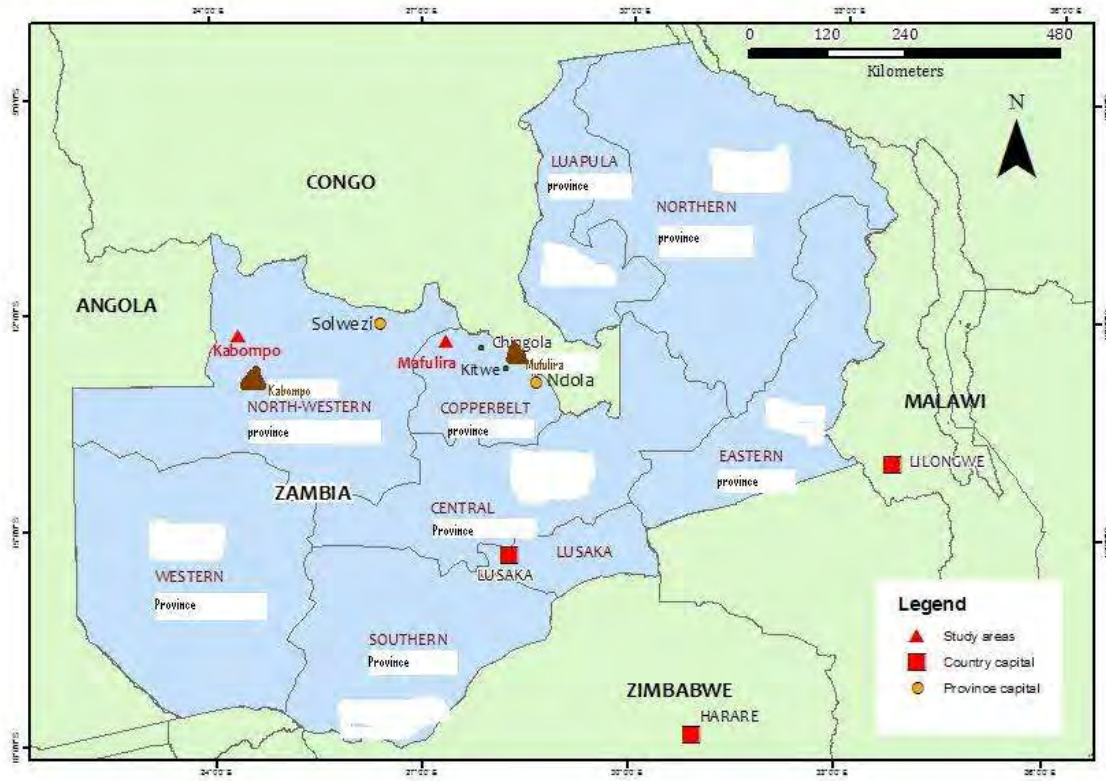 0 120 240 480
Kilometers
N
CONGO
LUAPULA
province
NORTHERN
province
ANGOLA
Solwezi
Kabompo
Mafulira
Chingola
Kitwe
Mufulira
Ndola
Kabompo
NORTH-WESTERN
province
COPPERBELT
province
MALAWI
LILONGWE
EASTERN
province
ZAMBIA
CENTRAL
Province
LUSAKA
LUSAKA
WESTERN
Province
SOUTHERN
Province
ZIMBABWE
HARARE
Legend
Study areas
Country capital
Province capital